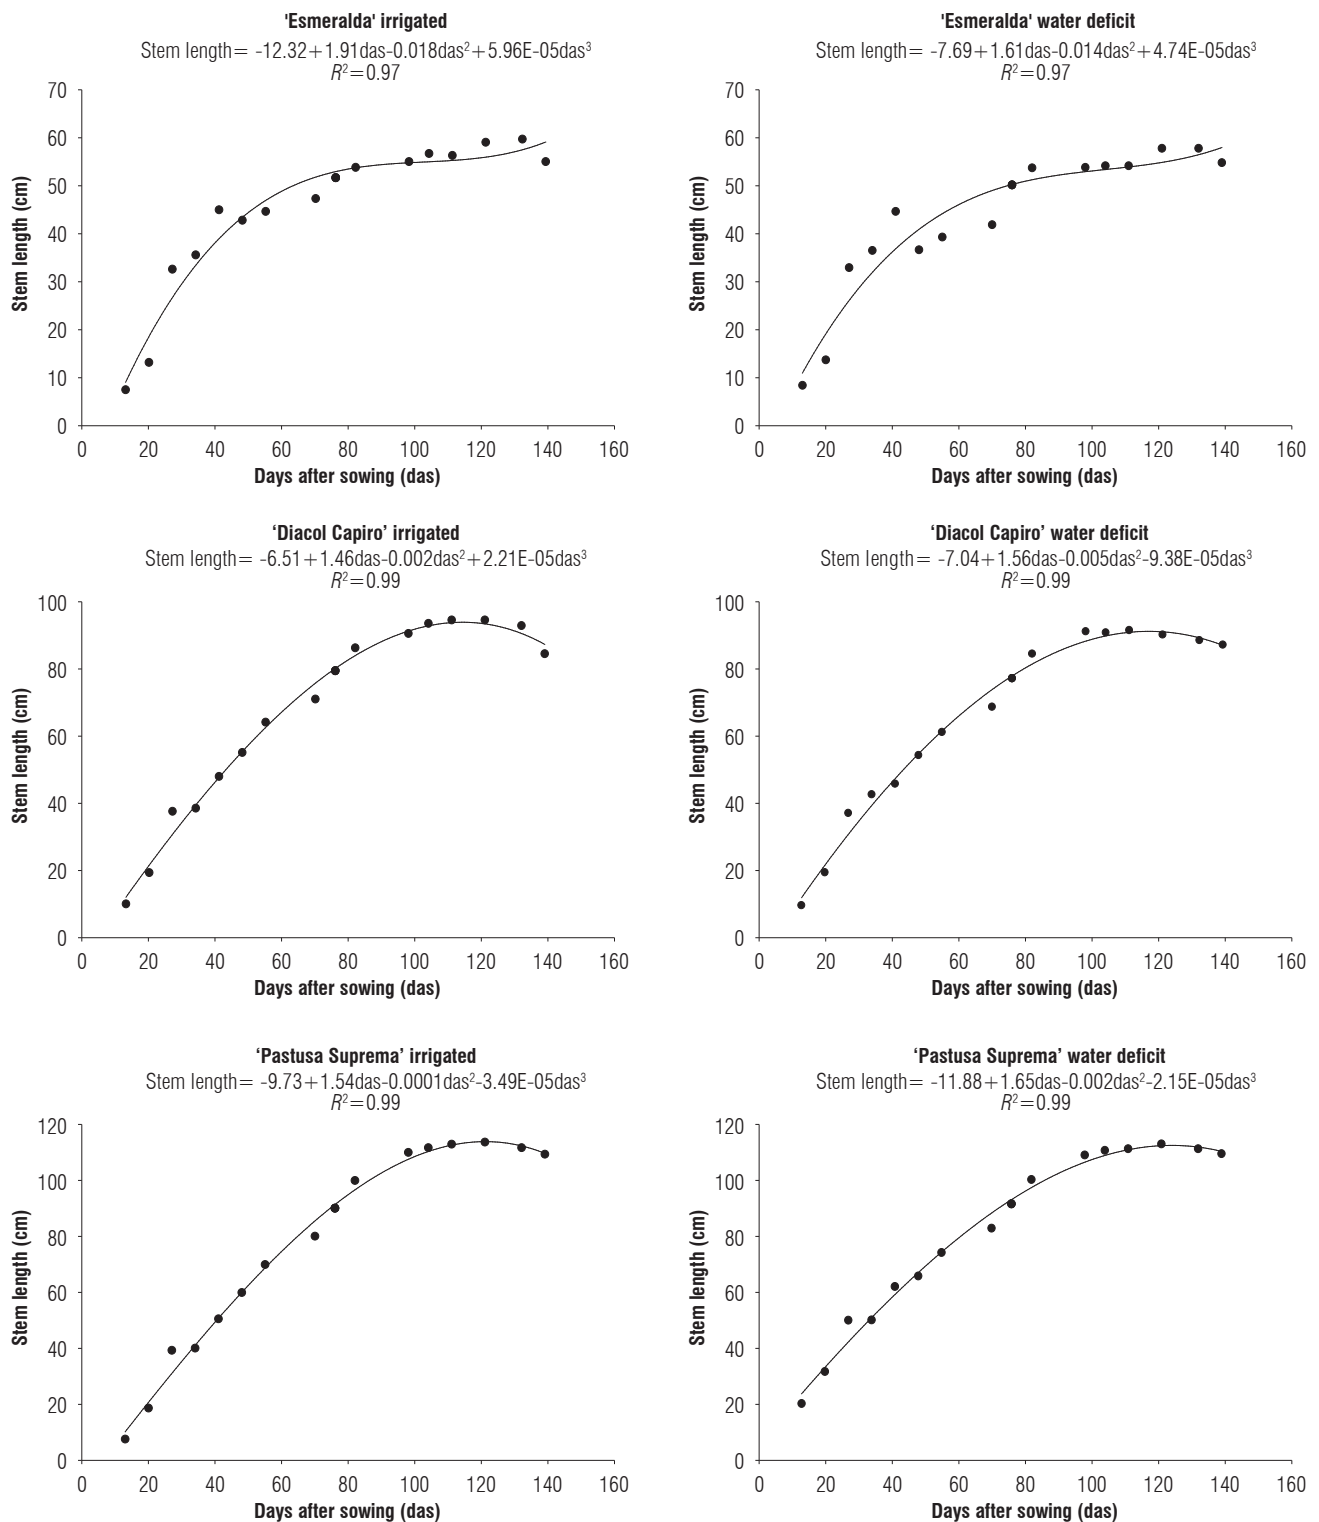 'Esmeralda' irrigated
Stem length= -12.32+1.91das-0.018das²+5.96E-05das³
R²=0.97
70
60
50
40
30
20
10
0
Stem length (cm)
0 20 40 60 80 100 120 140 160
Days after sowing (das)
'Esmeralda' water deficit
Stem length= -7.69+1.61das-0.014das²+4.74E-05das³
R²=0.97
70
60
50
40
30
20
10
0
Stem length (cm)
0 20 40 60 80 100 120 140 160
Days after sowing (das)
‘Diacol Capiro’ irrigated
Stem length= -6.51+1.46das-0.002das²+2.21E-05das³
R²=0.99
100
80
60
40
20
0
Stem length (cm)
0 20 40 60 80 100 120 140 160
Days after sowing (das)
‘Diacol Capiro’ water deficit
Stem length= -7.04+1.56das-0.005das²-9.38E-05das³
R²=0.99
100
80
60
40
20
0
Stem length (cm)
0 20 40 60 80 100 120 140 160
Days after sowing (das)
‘Pastusa Suprema’ irrigated
Stem length= -9.73+1.54das-0.0001das²-3.49E-05das³
R²=0.99
120
100
80
60
40
20
0
Stem length (cm)
0 20 40 60 80 100 120 140 160
Days after sowing (das)
‘Pastusa Suprema’ water deficit
Stem length= -11.88+1.65das-0.002das²-2.15E-05das³
R²=0.99
120
100
80
60
40
20
0
Stem length (cm)
0 20 40 60 80 100 120 140 160
Days after sowing (das)